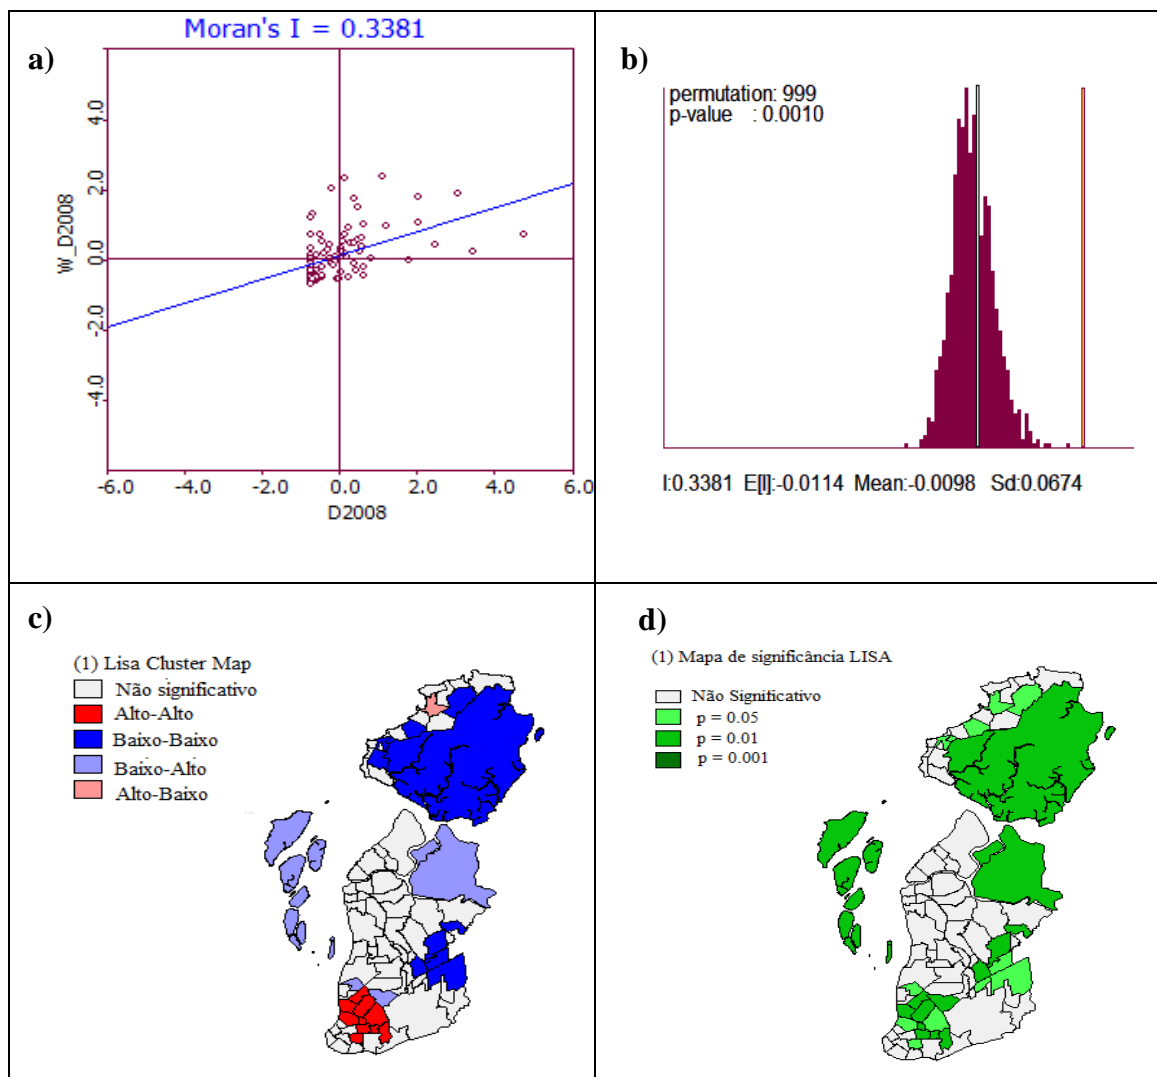 a)
Moran's I = 0.3381
4.0
2.0
0.0
-2.0
-4.0
W_D2008
-6.0 -4.0 -2.0 0.0 2.0 4.0 6.0
D2008
b)
permutation: 999
p-value : 0.0010
I:0.3381 E[I]:-0.0114 Mean:-0.0098 Sd:0.0674
c)
(1) Lisa Cluster Map
Não significativo
Alto-Alto
Baixo-Baixo
Baixo-Alto
Alto-Baixo
d)
(1) Mapa de significância LISA
Não Significativo
p = 0.05
p = 0.01
p = 0.001